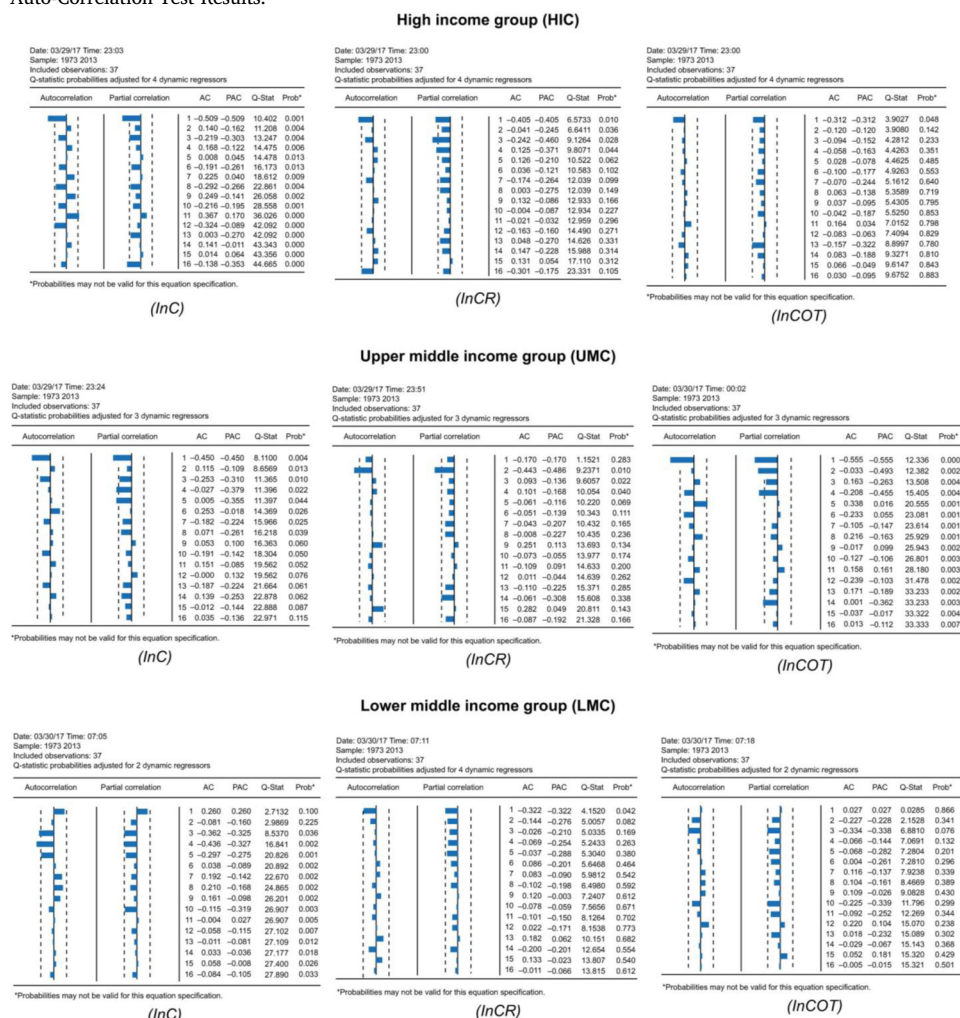 Auto-Correlation Test Results.
High income group (HIC)
Date: 03/29/17 Time: 23:03
Sample: 1973 2013
Included observations: 37
Q-statistic probabilities adjusted for 4 dynamic regressors
Autocorrelation Partial correlation AC PAC Q-Stat Prob*
1 −0.509 −0.509 10.402 0.001
2 0.140 −0.162 11.208 0.004
3 −0.219 −0.303 13.247 0.004
4 0.168 −0.122 14.475 0.006
5 0.008 0.045 14.478 0.013
6 −0.191 −0.261 16.173 0.013
7 0.225 0.040 18.612 0.009
8 −0.292 −0.266 22.861 0.004
9 0.249 −0.141 26.058 0.002
10 −0.216 −0.195 28.558 0.001
11 0.367 0.170 36.026 0.000
12 −0.324 −0.089 42.092 0.000
13 0.003 −0.270 42.092 0.000
14 0.141 −0.011 43.343 0.000
15 0.014 0.064 43.356 0.000
16 −0.138 −0.353 44.665 0.000
*Probabilities may not be valid for this equation specification.
(InC)
Date: 03/29/17 Time: 23:00
Sample: 1973 2013
Included observations: 37
Q-statistic probabilities adjusted for 4 dynamic regressors
Autocorrelation Partial correlation AC PAC Q-Stat Prob*
1 −0.405 −0.405 6.5733 0.010
2 −0.041 −0.245 6.6411 0.036
3 −0.242 −0.460 9.1264 0.028
4 0.125 −0.371 9.8071 0.044
5 0.126 −0.210 10.522 0.062
6 0.036 −0.121 10.583 0.102
7 −0.174 −0.264 12.039 0.099
8 0.003 −0.275 12.039 0.149
9 0.132 −0.086 12.933 0.166
10 −0.004 −0.087 12.934 0.227
11 −0.021 −0.032 12.959 0.296
12 −0.163 −0.160 14.490 0.271
13 0.048 −0.270 14.626 0.331
14 0.147 −0.228 15.988 0.314
15 0.131 0.054 17.110 0.312
16 −0.301 −0.175 23.331 0.105
*Probabilities may not be valid for this equation specification.
(InCR)
Date: 03/29/17 Time: 23:00
Sample: 1973 2013
Included observations: 37
Q-statistic probabilities adjusted for 4 dynamic regressors
Autocorrelation Partial correlation AC PAC Q-Stat Prob*
1 −0.312 −0.312 3.9027 0.048
2 −0.120 −0.120 3.9080 0.142
3 −0.094 −0.152 4.2812 0.233
4 −0.058 −0.163 4.4263 0.351
5 0.028 −0.078 4.4625 0.485
6 −0.100 −0.177 4.9263 0.553
7 −0.070 −0.244 5.1612 0.640
8 0.063 −0.138 5.3589 0.719
9 0.037 −0.095 5.4305 0.795
10 −0.042 −0.187 5.5250 0.853
11 0.164 0.034 7.0152 0.798
12 −0.083 −0.063 7.4094 0.829
13 −0.157 −0.322 8.8997 0.780
14 0.083 −0.188 9.3271 0.810
15 0.066 −0.049 9.6147 0.843
16 0.030 −0.095 9.6752 0.883
*Probabilities may not be valid for this equation specification.
(InCOT)
Upper middle income group (UMC)
Date: 03/29/17 Time: 23:24
Sample: 1973 2013
Included observations: 37
Q-statistic probabilities adjusted for 3 dynamic regressors
Autocorrelation Partial correlation AC PAC Q-Stat Prob*
1 −0.450 −0.450 8.1100 0.004
2 0.115 −0.109 8.6569 0.013
3 −0.253 −0.310 11.365 0.010
4 −0.027 −0.379 11.396 0.022
5 0.005 −0.355 11.397 0.044
6 0.253 −0.018 14.369 0.026
7 −0.182 −0.224 15.966 0.025
8 0.071 −0.261 16.218 0.039
9 0.053 0.100 16.363 0.060
10 −0.191 −0.142 18.304 0.050
11 0.151 −0.085 19.562 0.052
12 −0.000 0.132 19.562 0.076
13 −0.187 −0.224 21.664 0.061
14 0.139 −0.253 22.878 0.062
15 −0.012 −0.144 22.888 0.087
16 0.035 −0.136 22.971 0.115
*Probabilities may not be valid for this equation specification.
(InC)
Date: 03/29/17 Time: 23:51
Sample: 1973 2013
Included observations: 37
Q-statistic probabilities adjusted for 3 dynamic regressors
Autocorrelation Partial correlation AC PAC Q-Stat Prob*
1 −0.170 −0.170 1.1521 0.283
2 −0.443 −0.486 9.2371 0.010
3 0.093 −0.136 9.6057 0.022
4 0.101 −0.168 10.054 0.040
5 −0.061 −0.116 10.220 0.069
6 −0.051 −0.139 10.343 0.111
7 −0.043 −0.207 10.432 0.165
8 −0.008 −0.227 10.435 0.236
9 0.251 0.113 13.693 0.134
10 −0.073 −0.055 13.977 0.174
11 −0.109 0.091 14.633 0.200
12 0.011 −0.044 14.639 0.262
13 −0.110 −0.225 15.371 0.285
14 −0.061 −0.308 15.608 0.338
15 0.282 0.049 20.811 0.143
16 −0.087 −0.192 21.328 0.166
*Probabilities may not be valid for this equation specification.
(InCR)
Date: 03/30/17 Time: 00:02
Sample: 1973 2013
Included observations: 37
Q-statistic probabilities adjusted for 3 dynamic regressors
Autocorrelation Partial correlation AC PAC Q-Stat Prob*
1 −0.555 −0.555 12.336 0.000
2 −0.033 −0.493 12.382 0.002
3 0.163 −0.263 13.508 0.004
4 −0.208 −0.455 15.405 0.004
5 0.338 0.016 20.555 0.001
6 −0.233 0.055 23.081 0.001
7 −0.105 −0.147 23.614 0.001
8 0.216 −0.163 25.929 0.001
9 −0.017 0.099 25.943 0.002
10 −0.127 −0.106 26.801 0.003
11 0.158 0.161 28.180 0.003
12 −0.239 −0.103 31.478 0.002
13 0.171 −0.189 33.233 0.002
14 0.001 −0.362 33.233 0.003
15 −0.037 −0.017 33.322 0.004
16 0.013 −0.112 33.333 0.007
*Probabilities may not be valid for this equation specification.
(InCOT)
Lower middle income group (LMC)
Date: 03/30/17 Time: 07:05
Sample: 1973 2013
Included observations: 37
Q-statistic probabilities adjusted for 2 dynamic regressors
Autocorrelation Partial correlation AC PAC Q-Stat Prob*
1 0.260 0.260 2.7132 0.100
2 −0.081 −0.160 2.9869 0.225
3 −0.362 −0.325 8.5370 0.036
4 −0.436 −0.327 16.841 0.002
5 −0.297 −0.275 20.826 0.001
6 0.038 −0.089 20.892 0.002
7 0.192 −0.142 22.670 0.002
8 0.210 −0.168 24.865 0.002
9 0.161 −0.098 26.201 0.002
10 −0.115 −0.319 26.907 0.003
11 −0.004 0.027 26.907 0.005
12 −0.058 −0.115 27.102 0.007
13 −0.011 −0.081 27.109 0.012
14 0.033 −0.036 27.177 0.018
15 0.058 −0.008 27.400 0.026
16 −0.084 −0.105 27.890 0.033
*Probabilities may not be valid for this equation specification.
(InC)
Date: 03/30/17 Time: 07:11
Sample: 1973 2013
Included observations: 37
Q-statistic probabilities adjusted for 4 dynamic regressors
Autocorrelation Partial correlation AC PAC Q-Stat Prob*
1 −0.322 −0.322 4.1520 0.042
2 −0.144 −0.276 5.0057 0.082
3 −0.026 −0.210 5.0335 0.169
4 −0.069 −0.254 5.2433 0.263
5 −0.037 −0.288 5.3040 0.380
6 0.086 −0.201 5.6468 0.464
7 0.083 −0.090 5.9812 0.542
8 −0.102 −0.198 6.4980 0.592
9 0.120 −0.003 7.2407 0.612
10 −0.078 −0.059 7.5656 0.671
11 −0.101 −0.150 8.1264 0.702
12 0.022 −0.171 8.1538 0.773
13 0.182 0.062 10.151 0.682
14 −0.200 −0.201 12.654 0.554
15 0.133 −0.023 13.807 0.540
16 −0.011 −0.066 13.815 0.612
*Probabilities may not be valid for this equation specification.
(InCR)
Date: 03/30/17 Time: 07:18
Sample: 1973 2013
Included observations: 37
Q-statistic probabilities adjusted for 2 dynamic regressors
Autocorrelation Partial correlation AC PAC Q-Stat Prob*
1 0.027 0.027 0.0285 0.866
2 −0.227 −0.228 2.1528 0.341
3 −0.334 −0.338 6.8810 0.076
4 −0.066 −0.144 7.0691 0.132
5 −0.068 −0.282 7.2804 0.201
6 0.004 −0.261 7.2810 0.296
7 0.116 −0.137 7.9238 0.339
8 0.104 −0.161 8.4669 0.389
9 0.109 −0.026 9.0828 0.430
10 −0.225 −0.339 11.796 0.299
11 −0.092 −0.252 12.269 0.344
12 0.220 0.104 15.070 0.238
13 0.018 −0.232 15.089 0.302
14 −0.029 −0.067 15.143 0.368
15 0.052 0.181 15.320 0.429
16 −0.005 −0.015 15.321 0.501
*Probabilities may not be valid for this equation specification.
(InCOT)